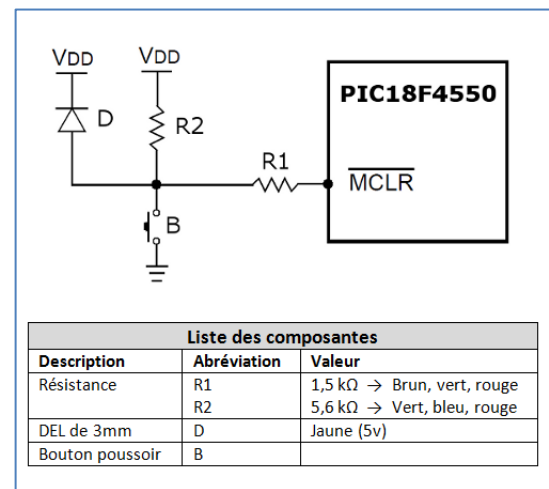 VDD VDD
PIC18F4550
D
R2
R1
MCLR
B
Liste des composantes
Description Abréviation Valeur
Résistance R1 1,5 kΩ → Brun, vert, rouge
R2 5,6 kΩ → Vert, bleu, rouge
DEL de 3mm D Jaune (5v)
Bouton poussoir B